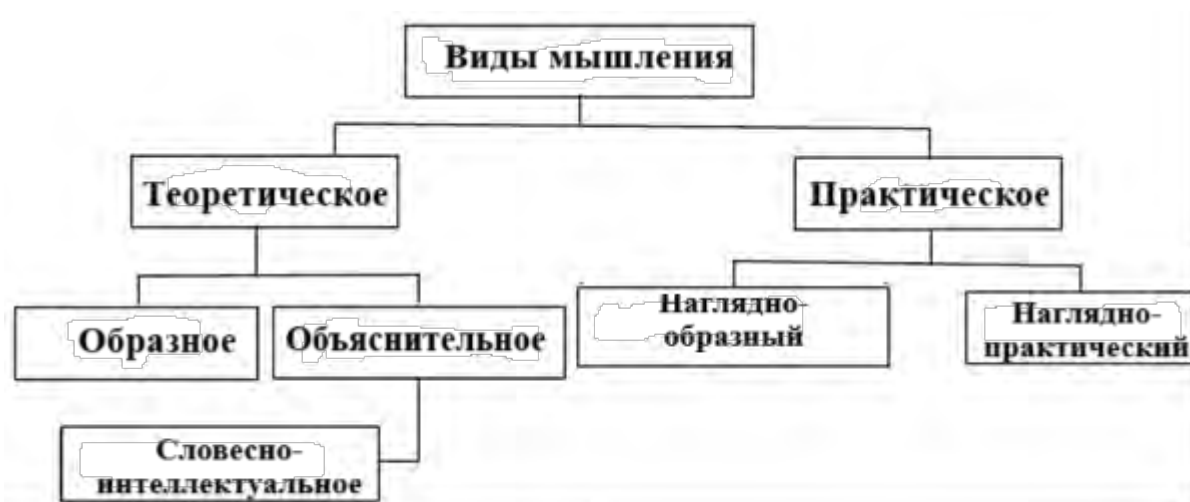 Виды мышления
Теоретическое
Практическое
Образное
Объяснительное
Наглядно-
образный
Наглядно-
практический
Словесно-
интеллектуальное